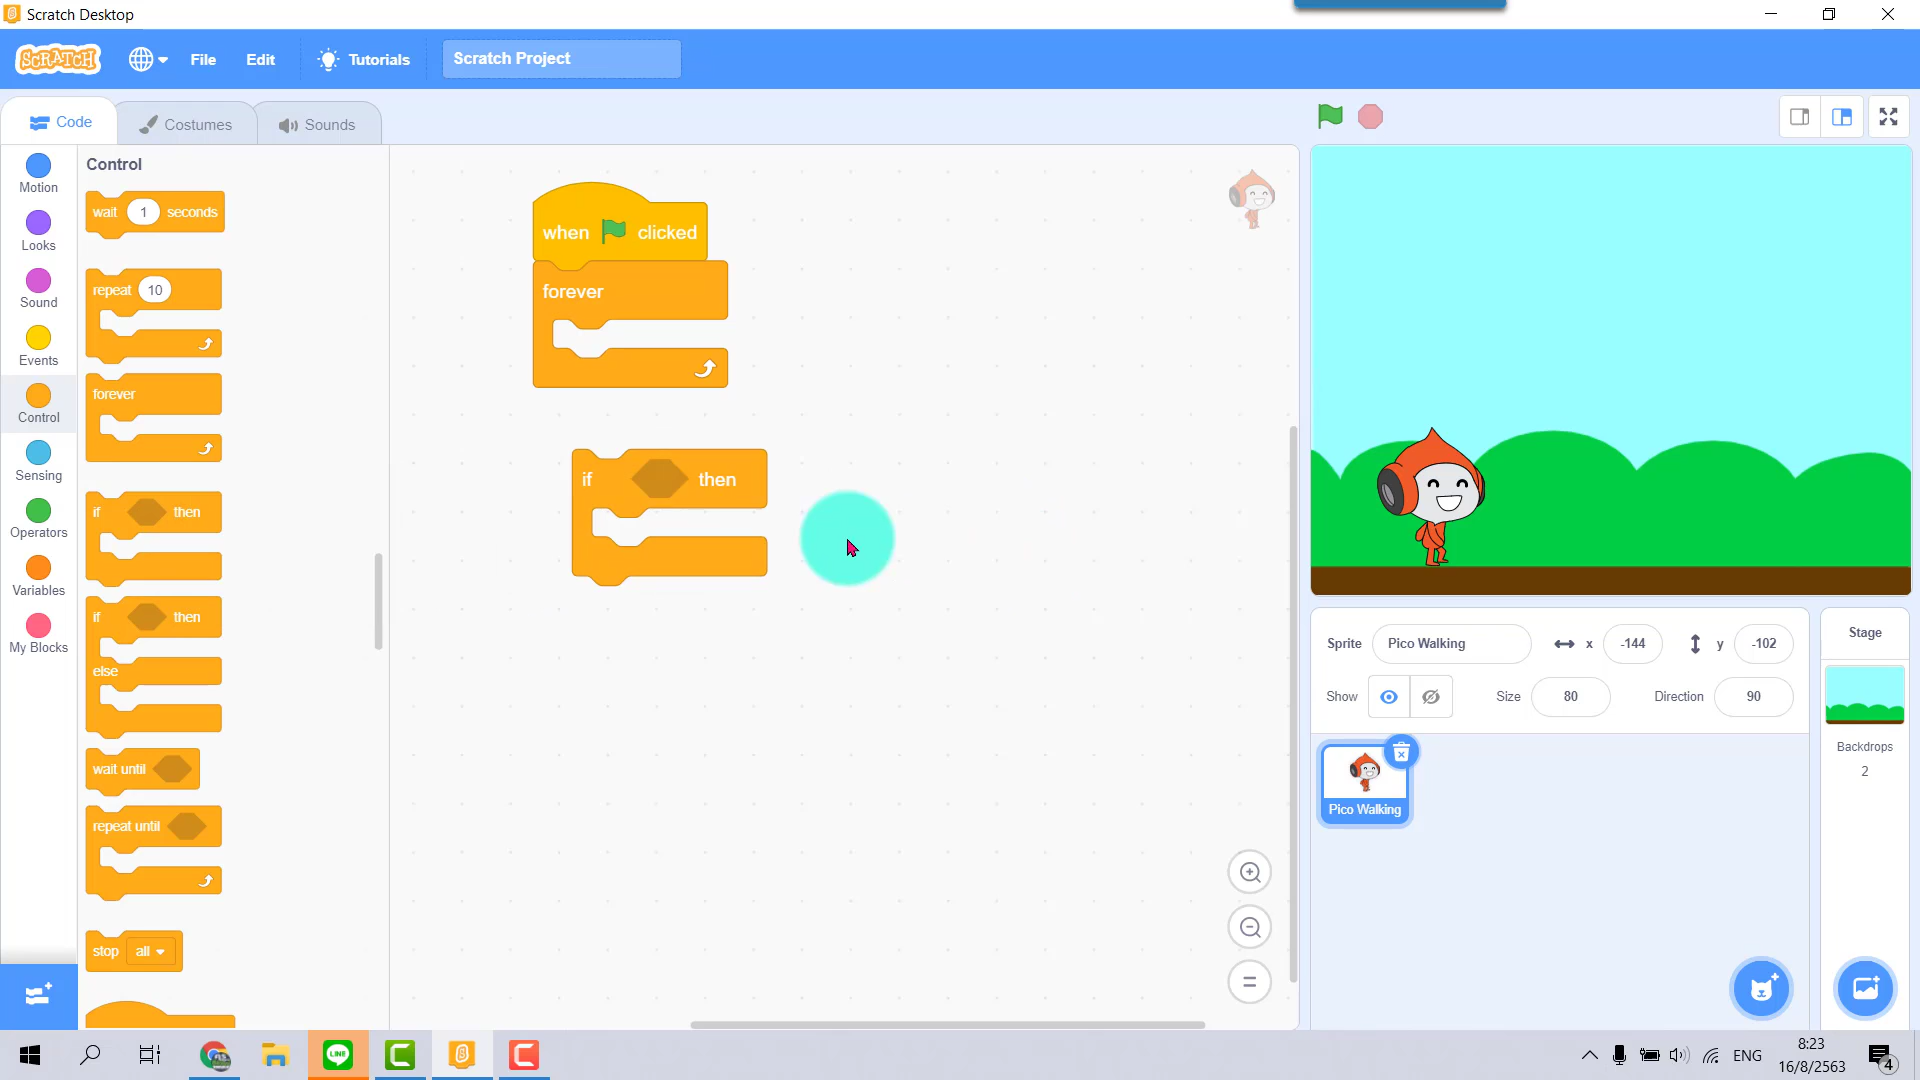 Scratch Desktop
SCRATCH
File
Edit
Tutorials
Scratch Project
Code
Costumes
Sounds
Motion
Looks
Sound
Events
Control
Sensing
Operators
Variables
My Blocks
Control
wait 1 seconds
repeat 10
forever
if then
if then
else
wait until
repeat until
stop all
when clicked
forever
if then
Sprite Pico Walking x -144 y -102
Show Size 80 Direction 90
Pico Walking
Stage
Backdrops
2
LINE
ENG
8:23
16/8/2563
4